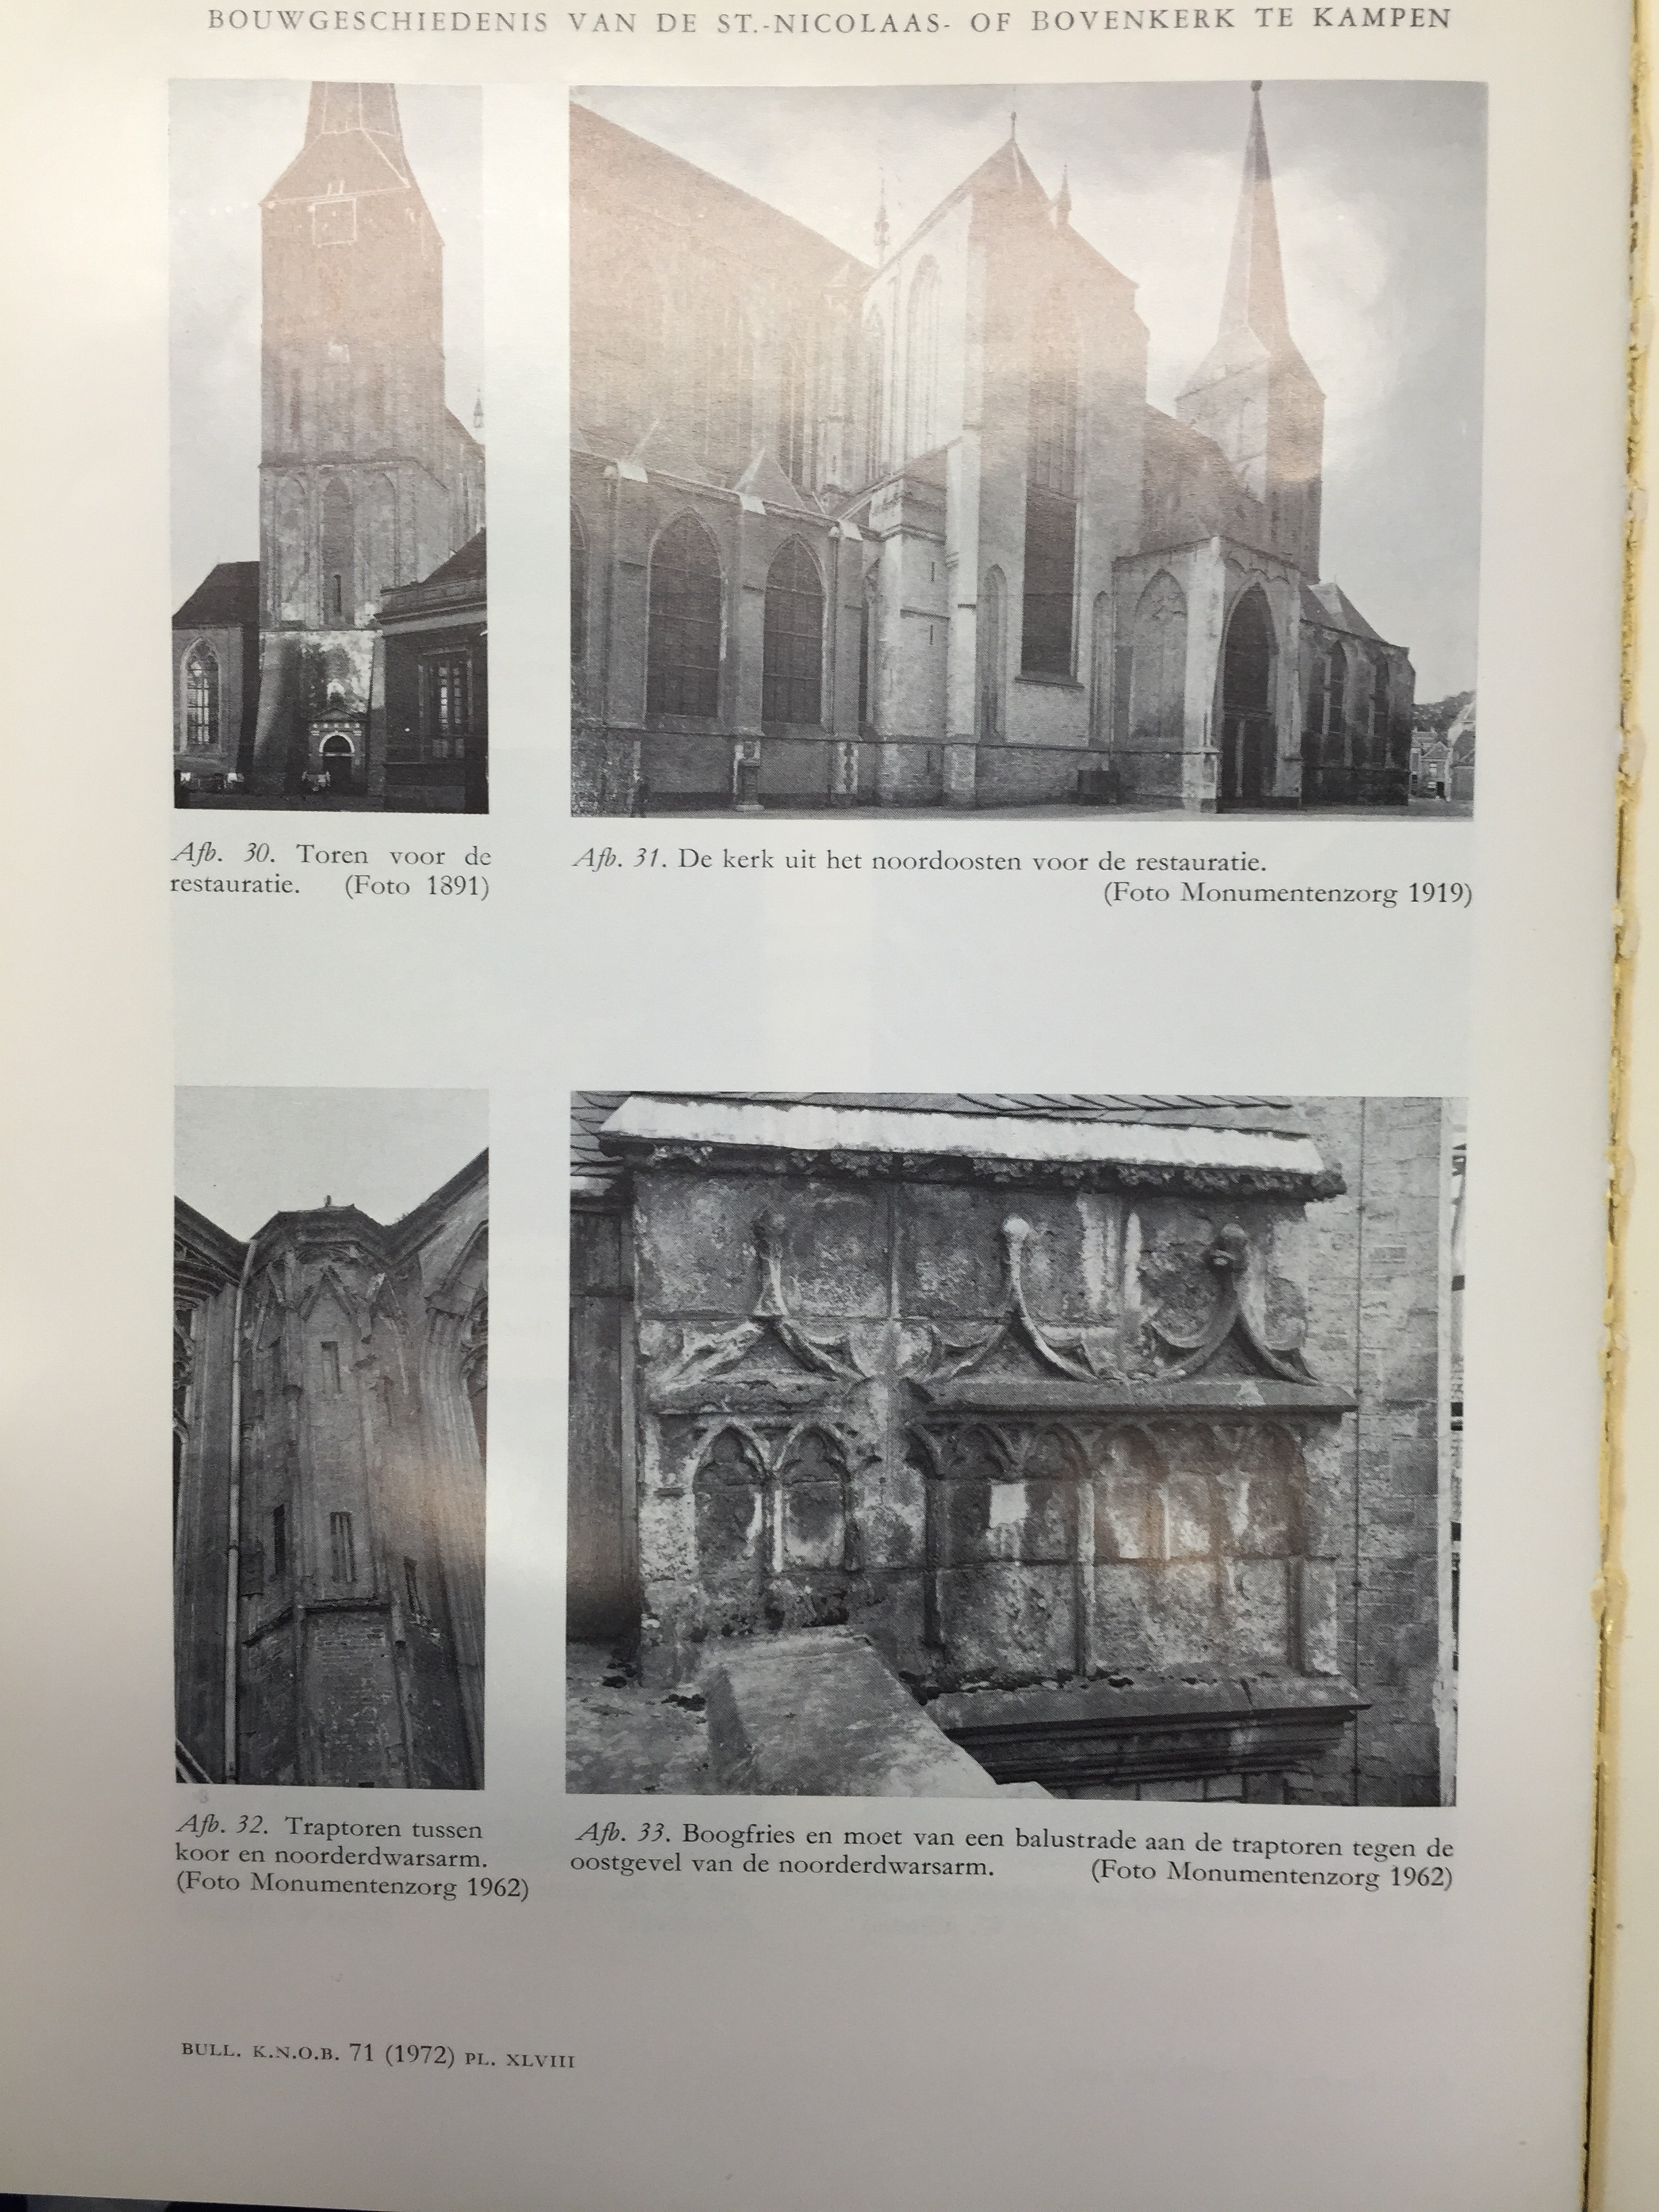 BOUWGESCHIEDENIS VAN DE ST.-NICOLAAS- OF BOVENKERK TE KAMPEN
Afb. 30. Toren voor de
restauratie. (Foto 1891)
Afb. 31. De kerk uit het noordoosten voor de restauratie.
(Foto Monumentenzorg 1919)
Afb. 32. Traptoren tussen
koor en noorderdwarsarm.
(Foto Monumentenzorg 1962)
Afb. 33. Boogfries en moet van een balustrade aan de traptoren tegen de
oostgevel van de noorderdwarsarm. (Foto Monumentenzorg 1962)
BULL. K.N.O.B. 71 (1972) PL. XLVIII